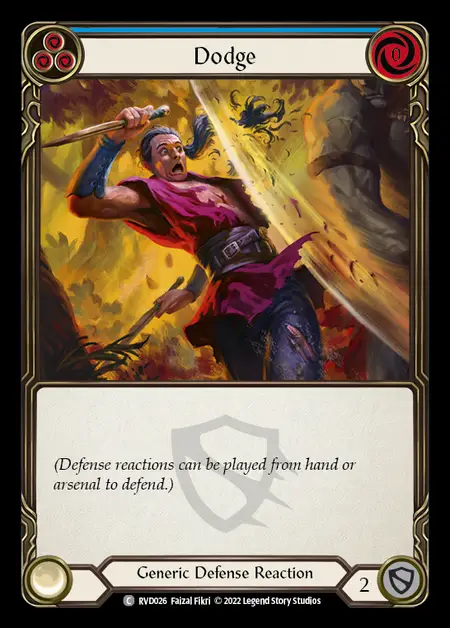 Dodge
0
(Defense reactions can be played from hand or
arsenal to defend.)
Generic Defense Reaction
2
C RVD026 Faizal Fikri © 2022 Legend Story Studios